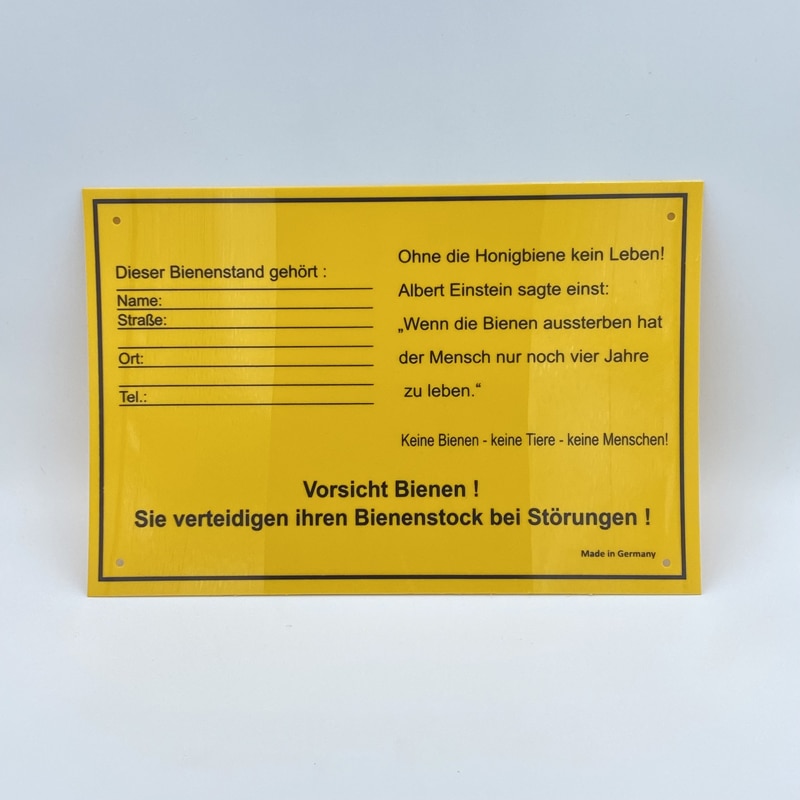 Dieser Bienenstand gehört :
Name:
Straße:
Ort:
Tel.:
Ohne die Honigbiene kein Leben!
Albert Einstein sagte einst:
„Wenn die Bienen aussterben hat
der Mensch nur noch vier Jahre
zu leben.“
Keine Bienen - keine Tiere - keine Menschen!
Vorsicht Bienen !
Sie verteidigen ihren Bienenstock bei Störungen !
Made in Germany